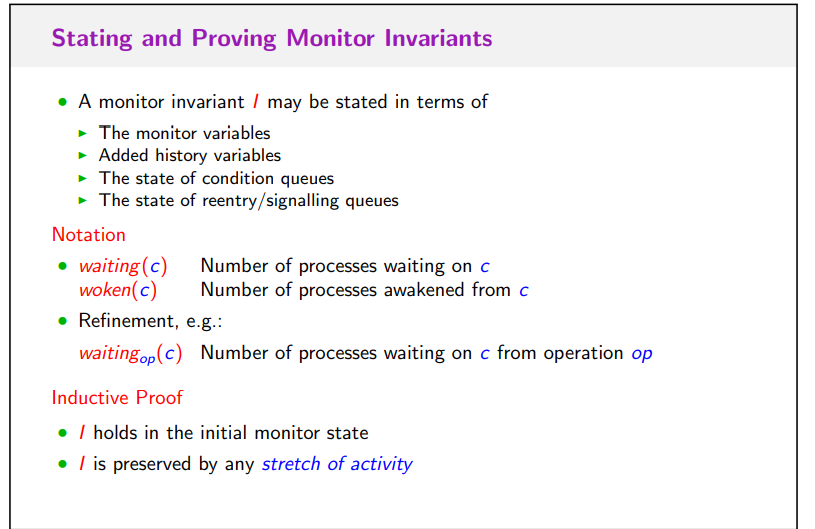 Stating and Proving Monitor Invariants
• A monitor invariant I may be stated in terms of
▶ The monitor variables
▶ Added history variables
▶ The state of condition queues
▶ The state of reentry/signalling queues
Notation
• waiting(c) Number of processes waiting on c
woken(c) Number of processes awakened from c
• Refinement, e.g.:
waiting_op(c) Number of processes waiting on c from operation op
Inductive Proof
• I holds in the initial monitor state
• I is preserved by any stretch of activity